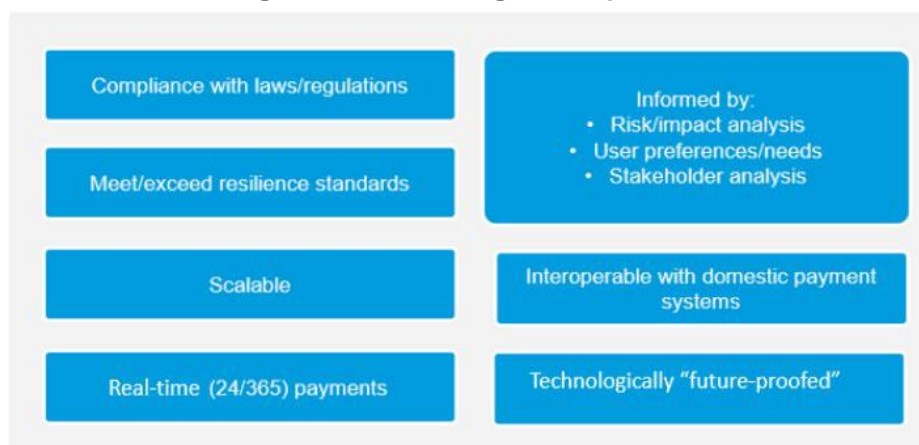 Compliance with laws/regulations
Meet/exceed resilience standards
Scalable
Real-time (24/365) payments
Informed by:
• Risk/impact analysis
• User preferences/needs
• Stakeholder analysis
Interoperable with domestic payment
systems
Technologically “future-proofed”